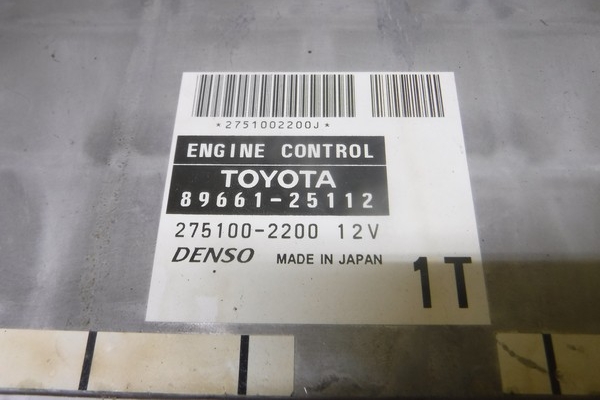 *2751002200J*
ENGINE CONTROL
TOYOTA
89661-25112
275100-2200 12V
DENSO MADE IN JAPAN
1T